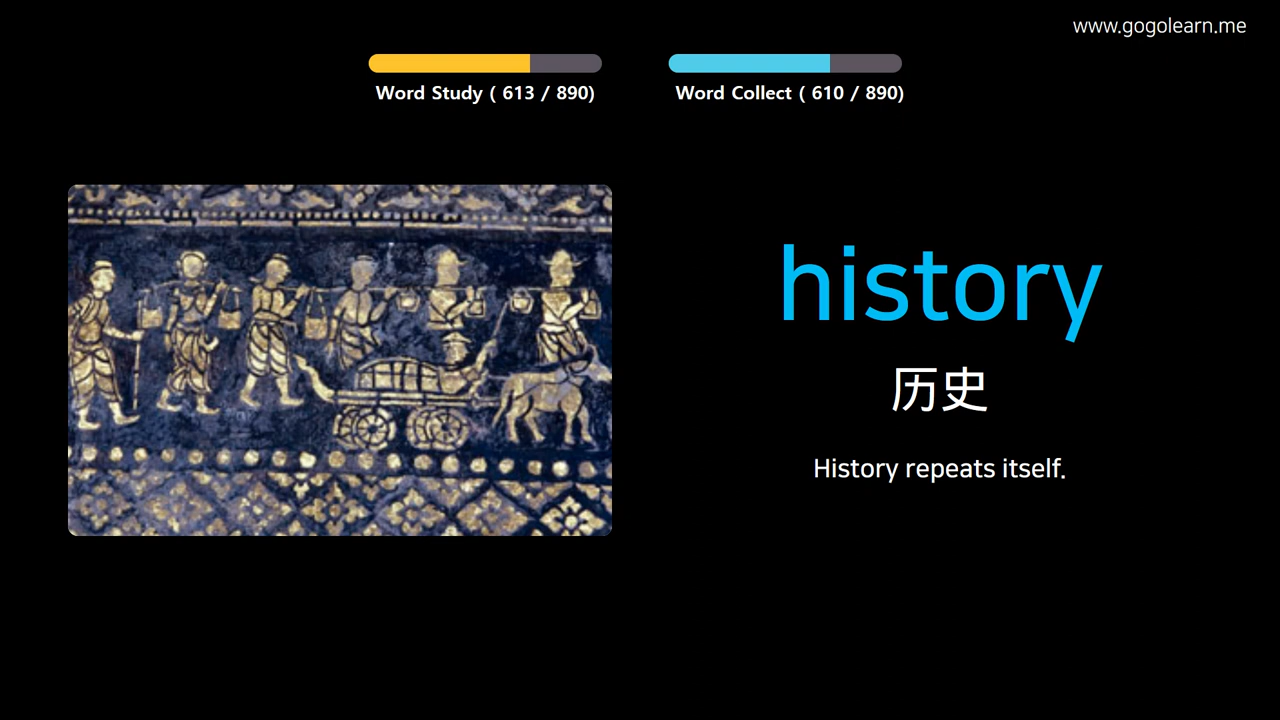 www.gogolearn.me
Word Study ( 613 / 890)
Word Collect ( 610 / 890)
history
历史
History repeats itself.